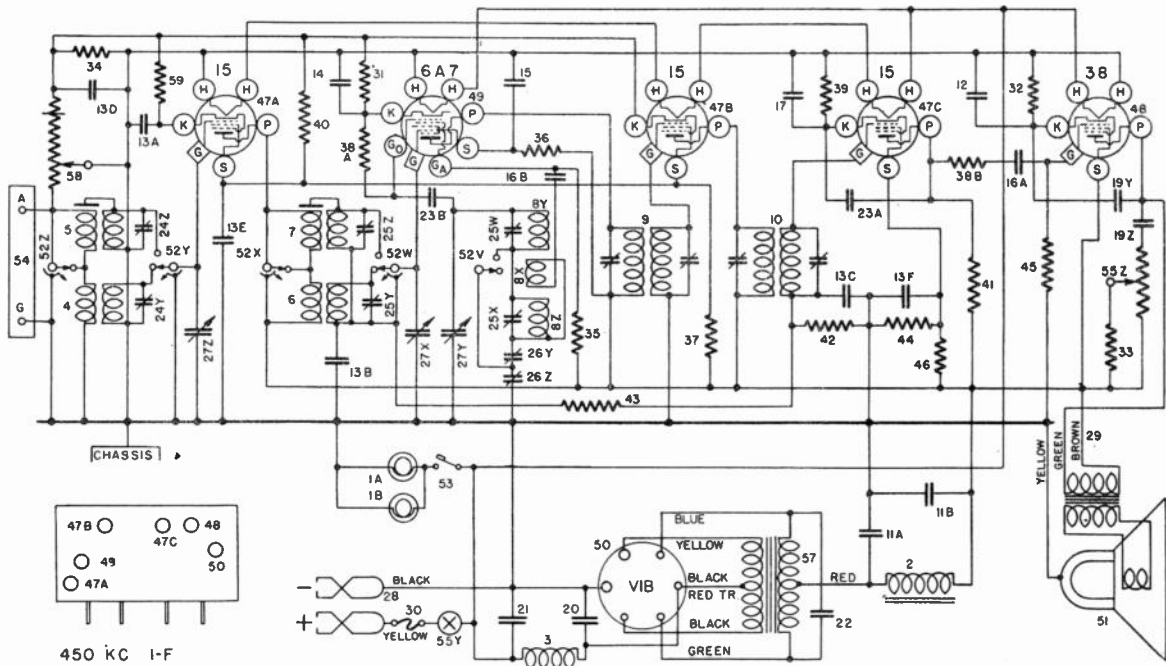 34
59
13D
13A
58
15
H
H
47A
K
P
G
S
A
54
G
52Z
5
24Z
52Y
4
24Y
27Z
13E
40
14
31
38
A
6A7
H
H
49
K
P
GO
G
GA
S
15
36
16B
23B
52X
7
25Z
52W
6
25Y
13B
27X
27Y
52V
25W
8Y
8X
25X
8Z
26Y
26Z
35
9
37
43
15
H
H
47B
K
P
G
S
10
17
39
15
H
H
47C
K
P
G
S
23A
38B
16A
13C
13F
42
44
46
41
45
12
32
38
H
H
48
K
P
G
S
19Y
19Z
55Z
33
CHASSIS
1A
1B
53
YELLOW
GREEN
BROWN
29
51
47B
47C
48
49
50
47A
450 KC I-F
-
BLACK
28
+
30
YELLOW
55Y
21
20
3
BLUE
50
YELLOW
VIB
BLACK
RED TR
BLACK
GREEN
57
RED
22
11A
11B
2